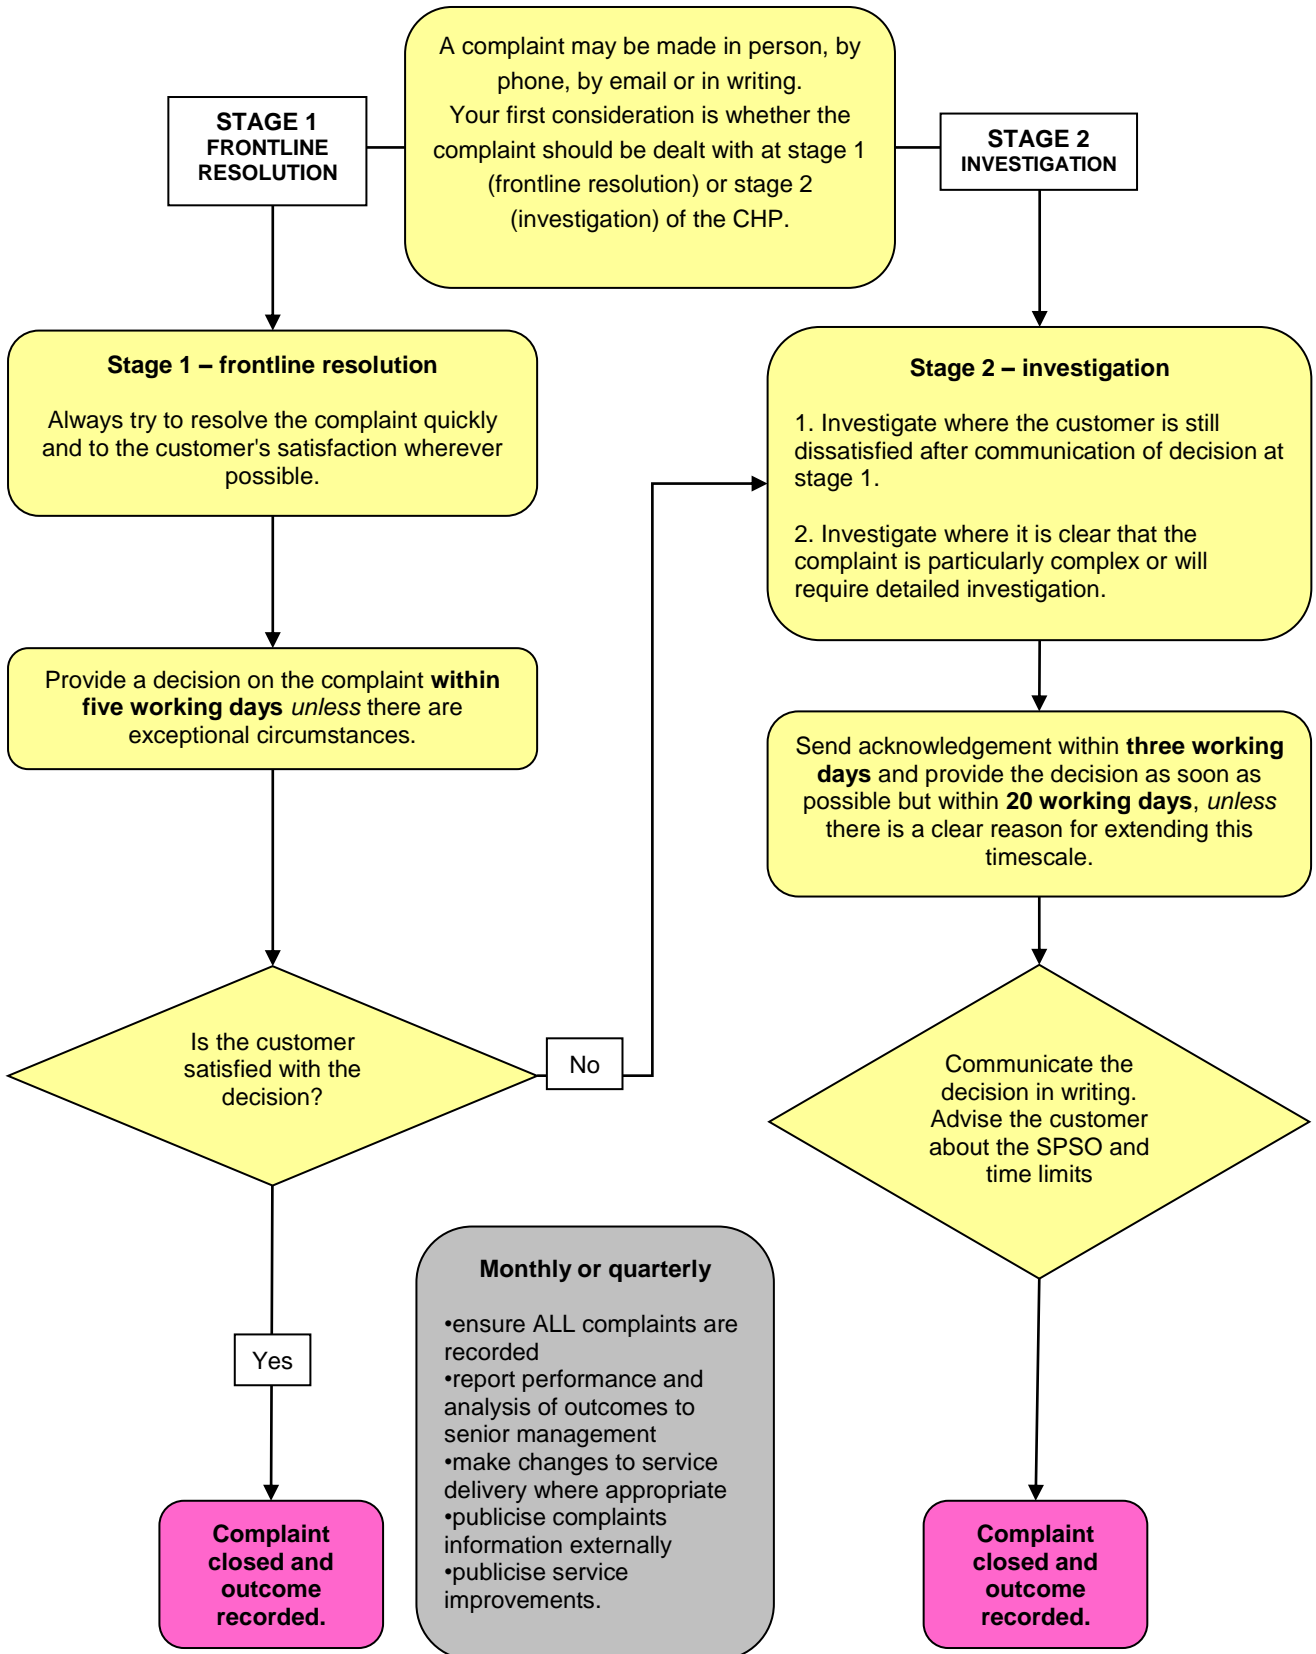 A complaint may be made in person, by
phone, by email or in writing.
Your first consideration is whether the
complaint should be dealt with at stage 1
(frontline resolution) or stage 2
(investigation) of the CHP.
STAGE 1
FRONTLINE
RESOLUTION
STAGE 2
INVESTIGATION
Stage 1 – frontline resolution
Always try to resolve the complaint quickly
and to the customer's satisfaction wherever
possible.
Provide a decision on the complaint within
five working days unless there are
exceptional circumstances.
Is the customer
satisfied with the
decision?
No
Yes
Complaint
closed and
outcome
recorded.
Stage 2 – investigation
1. Investigate where the customer is still
dissatisfied after communication of decision at
stage 1.
2. Investigate where it is clear that the
complaint is particularly complex or will
require detailed investigation.
Send acknowledgement within three working
days and provide the decision as soon as
possible but within 20 working days, unless
there is a clear reason for extending this
timescale.
Communicate the
decision in writing.
Advise the customer
about the SPSO and
time limits
Complaint
closed and
outcome
recorded.
Monthly or quarterly
•ensure ALL complaints are
recorded
•report performance and
analysis of outcomes to
senior management
•make changes to service
delivery where appropriate
•publicise complaints
information externally
•publicise service
improvements.